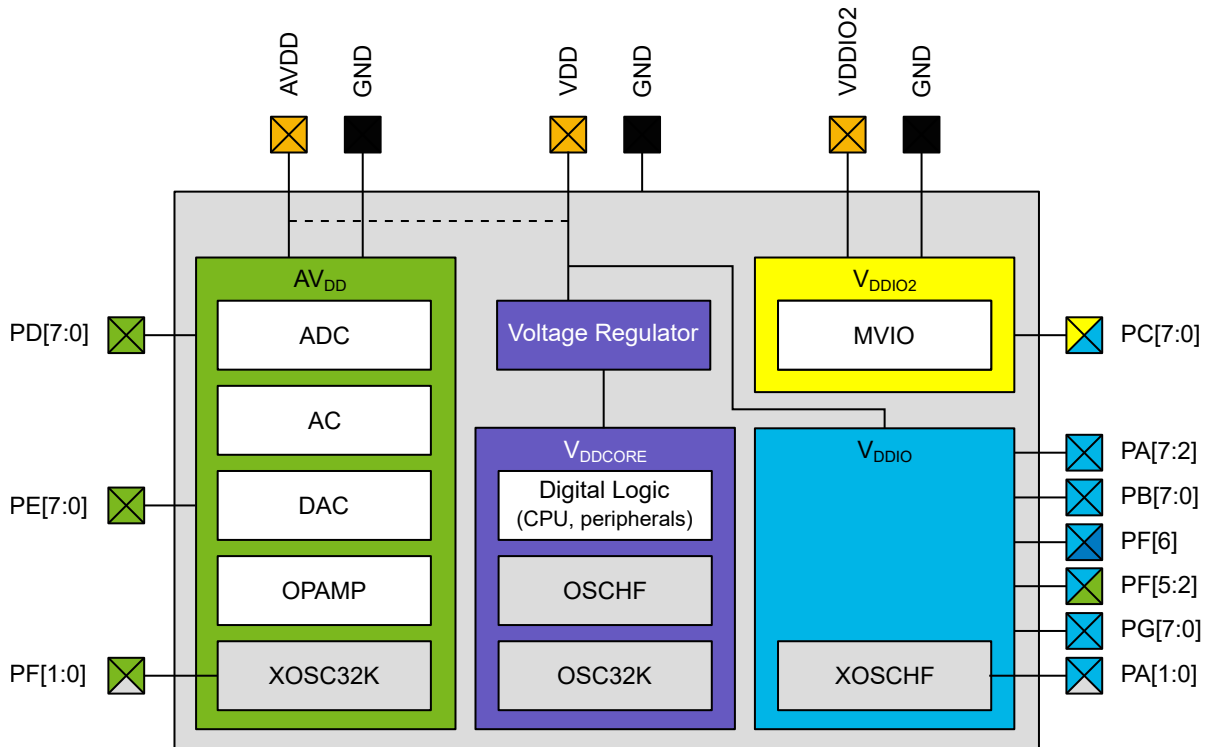 AVDD
GND
VDD
GND
VDDIO2
GND
AVDD
ADC
AC
DAC
OPAMP
XOSC32K
PD[7:0]
PE[7:0]
PF[1:0]
Voltage Regulator
VDDCORE
Digital Logic
(CPU, peripherals)
OSCHF
OSC32K
VDDIO2
MVIO
VDDIO
XOSCHF
PC[7:0]
PA[7:2]
PB[7:0]
PF[6]
PF[5:2]
PG[7:0]
PA[1:0]